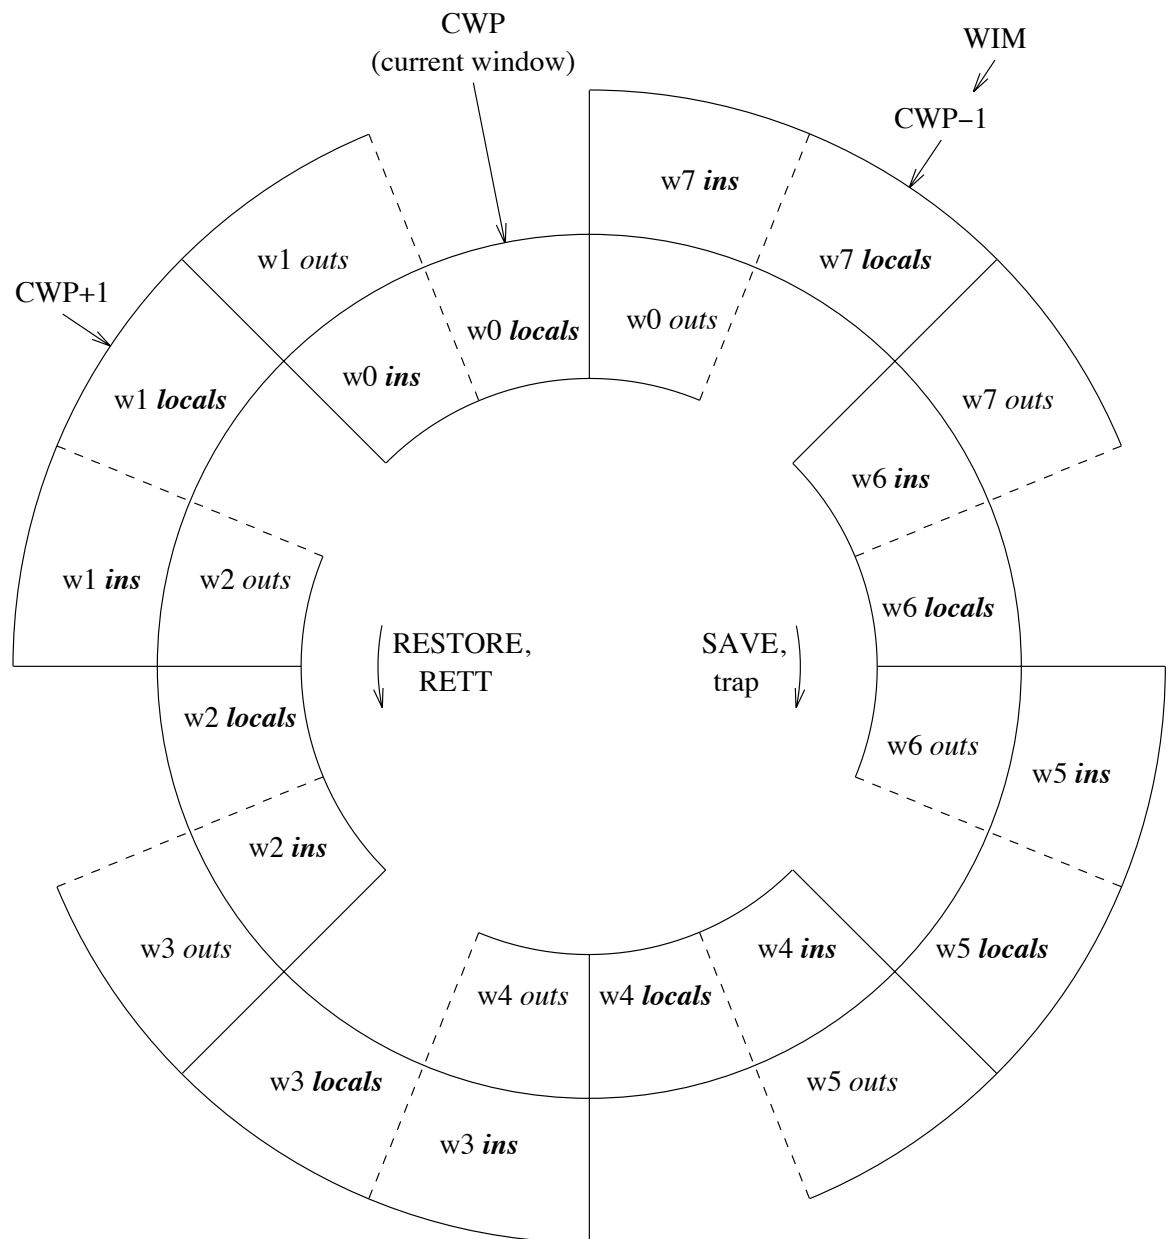 CWP
(current window)
WIM
CWP−1
w7 ins
w1 outs
w7 locals
CWP+1
w0 locals
w0 outs
w0 ins
w1 locals
w7 outs
w6 ins
w1 ins
w2 outs
w6 locals
RESTORE,
RETT
SAVE,
trap
w2 locals
w6 outs
w5 ins
w2 ins
w3 outs
w4 ins
w5 locals
w4 outs
w4 locals
w3 locals
w5 outs
w3 ins